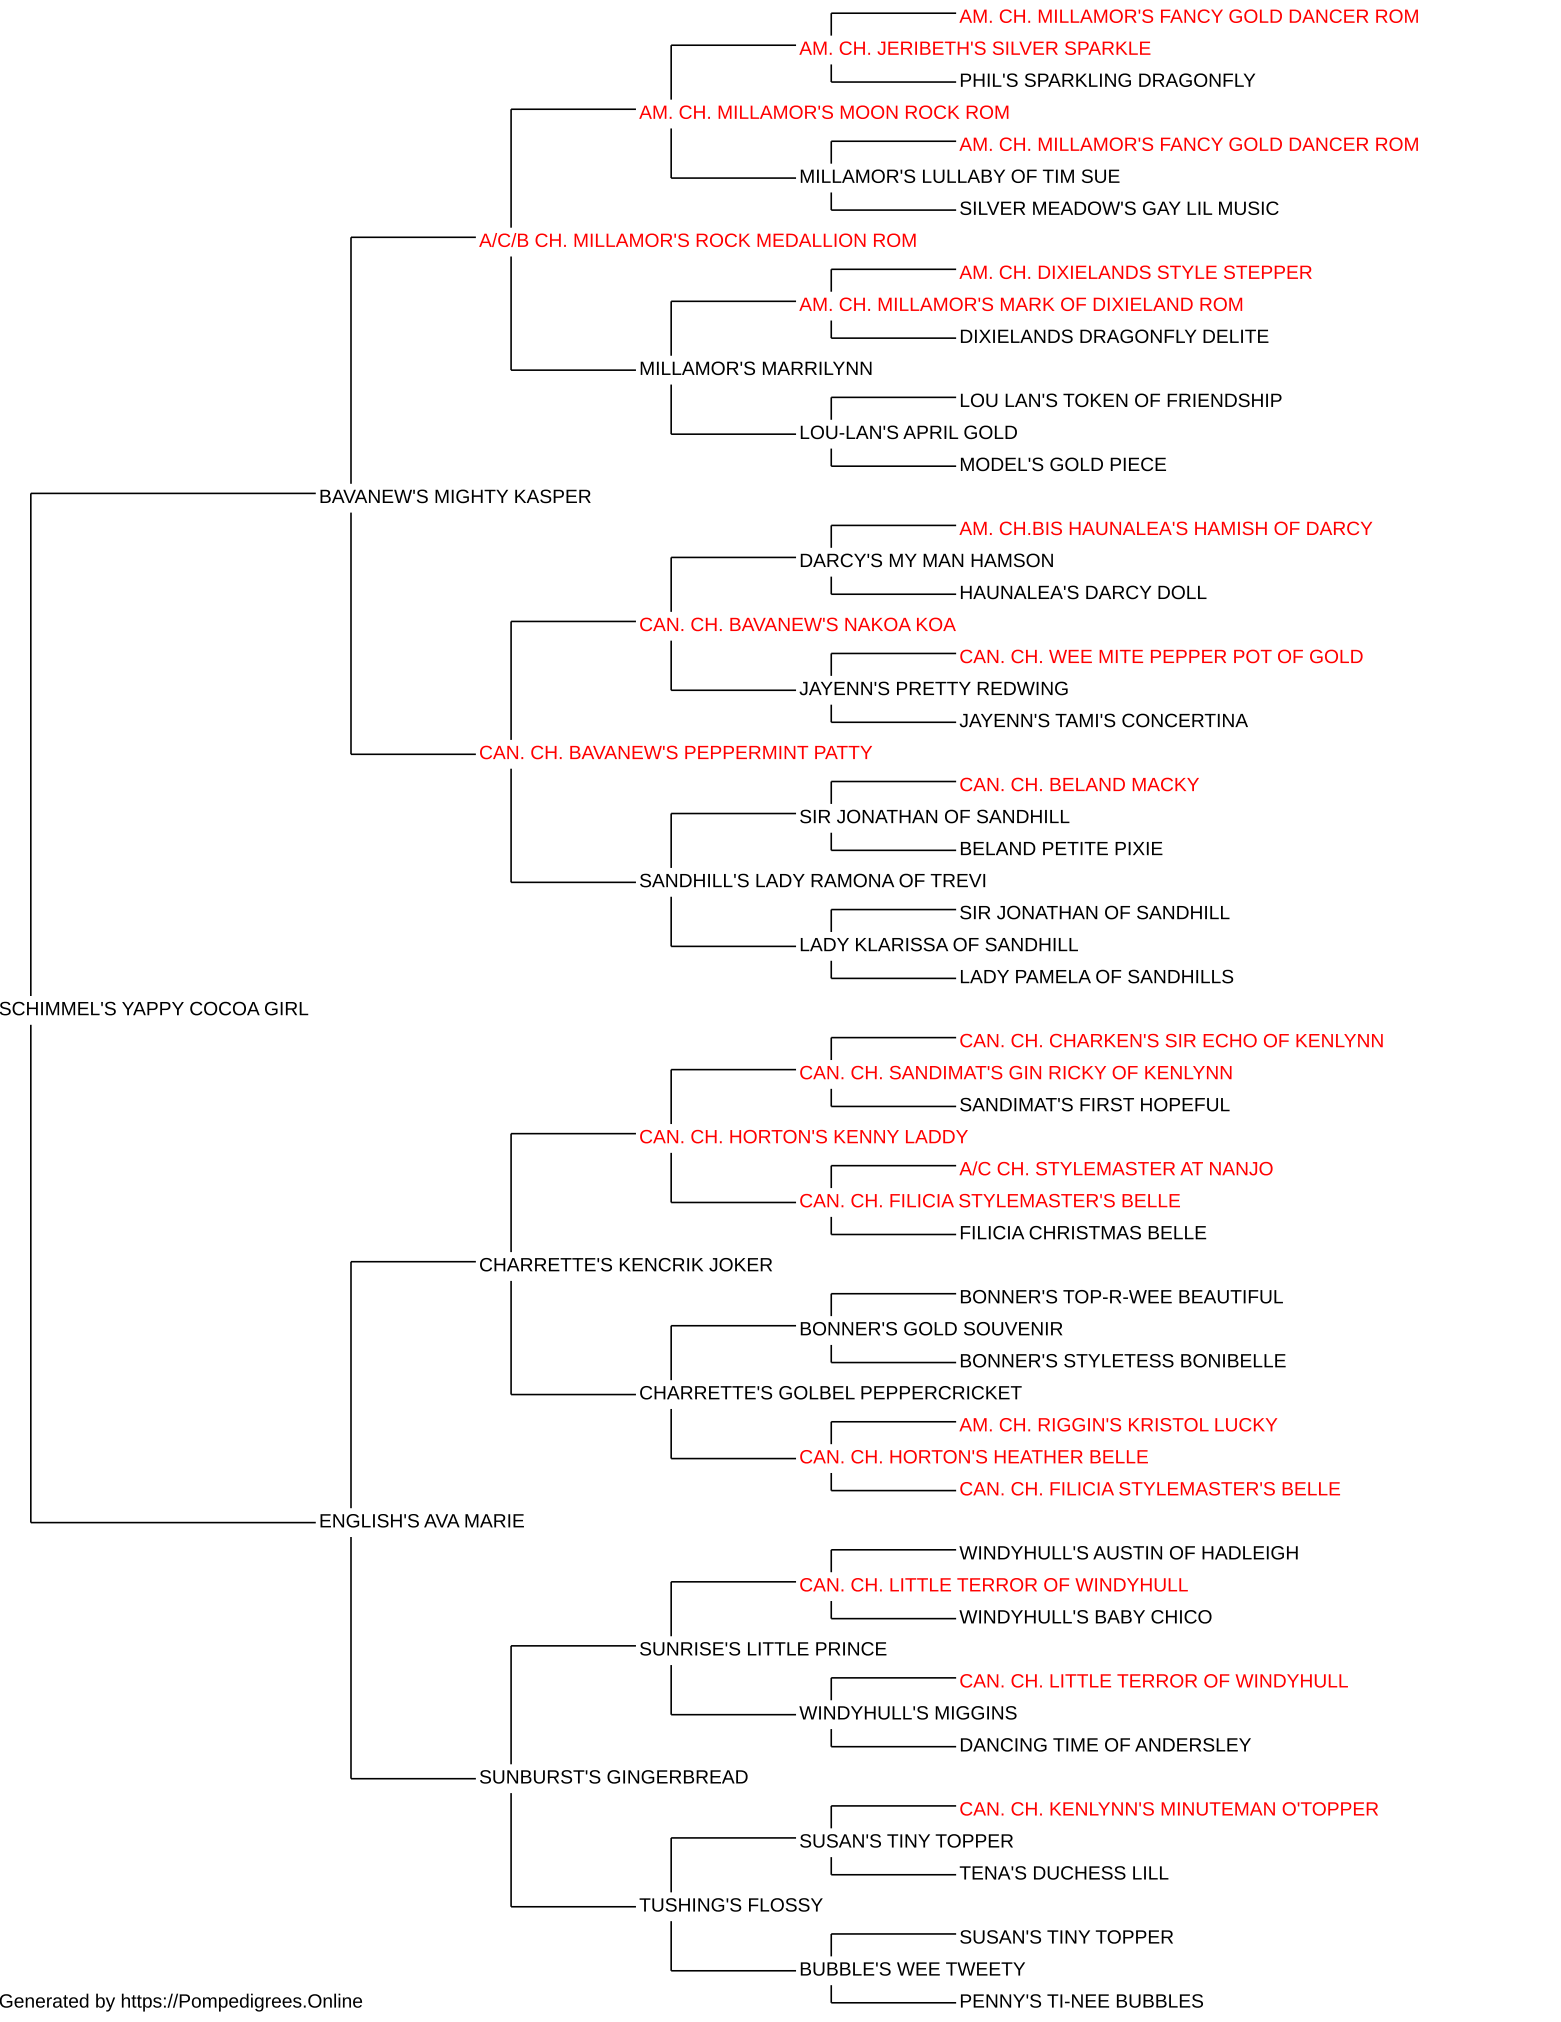 AM. CH. MILLAMOR'S FANCY GOLD DANCER ROM
AM. CH. JERIBETH'S SILVER SPARKLE
PHIL'S SPARKLING DRAGONFLY
AM. CH. MILLAMOR'S MOON ROCK ROM
AM. CH. MILLAMOR'S FANCY GOLD DANCER ROM
MILLAMOR'S LULLABY OF TIM SUE
SILVER MEADOW'S GAY LIL MUSIC
A/C/B CH. MILLAMOR'S ROCK MEDALLION ROM
AM. CH. DIXIELANDS STYLE STEPPER
AM. CH. MILLAMOR'S MARK OF DIXIELAND ROM
DIXIELANDS DRAGONFLY DELITE
MILLAMOR'S MARRILYNN
LOU LAN'S TOKEN OF FRIENDSHIP
LOU-LAN'S APRIL GOLD
MODEL'S GOLD PIECE
BAVANEW'S MIGHTY KASPER
AM. CH.BIS HAUNALEA'S HAMISH OF DARCY
DARCY'S MY MAN HAMSON
HAUNALEA'S DARCY DOLL
CAN. CH. BAVANEW'S NAKOA KOA
CAN. CH. WEE MITE PEPPER POT OF GOLD
JAYENN'S PRETTY REDWING
JAYENN'S TAMI'S CONCERTINA
CAN. CH. BAVANEW'S PEPPERMINT PATTY
CAN. CH. BELAND MACKY
SIR JONATHAN OF SANDHILL
BELAND PETITE PIXIE
SANDHILL'S LADY RAMONA OF TREVI
SIR JONATHAN OF SANDHILL
LADY KLARISSA OF SANDHILL
LADY PAMELA OF SANDHILLS
SCHIMMEL'S YAPPY COCOA GIRL
CAN. CH. CHARKEN'S SIR ECHO OF KENLYNN
CAN. CH. SANDIMAT'S GIN RICKY OF KENLYNN
SANDIMAT'S FIRST HOPEFUL
CAN. CH. HORTON'S KENNY LADDY
A/C CH. STYLEMASTER AT NANJO
CAN. CH. FILICIA STYLEMASTER'S BELLE
FILICIA CHRISTMAS BELLE
CHARRETTE'S KENCRIK JOKER
BONNER'S TOP-R-WEE BEAUTIFUL
BONNER'S GOLD SOUVENIR
BONNER'S STYLETESS BONIBELLE
CHARRETTE'S GOLBEL PEPPERCRICKET
AM. CH. RIGGIN'S KRISTOL LUCKY
CAN. CH. HORTON'S HEATHER BELLE
CAN. CH. FILICIA STYLEMASTER'S BELLE
ENGLISH'S AVA MARIE
WINDYHULL'S AUSTIN OF HADLEIGH
CAN. CH. LITTLE TERROR OF WINDYHULL
WINDYHULL'S BABY CHICO
SUNRISE'S LITTLE PRINCE
CAN. CH. LITTLE TERROR OF WINDYHULL
WINDYHULL'S MIGGINS
DANCING TIME OF ANDERSLEY
SUNBURST'S GINGERBREAD
CAN. CH. KENLYNN'S MINUTEMAN O'TOPPER
SUSAN'S TINY TOPPER
TENA'S DUCHESS LILL
TUSHING'S FLOSSY
SUSAN'S TINY TOPPER
BUBBLE'S WEE TWEETY
PENNY'S TI-NEE BUBBLES
Generated by https://Pompedigrees.Online